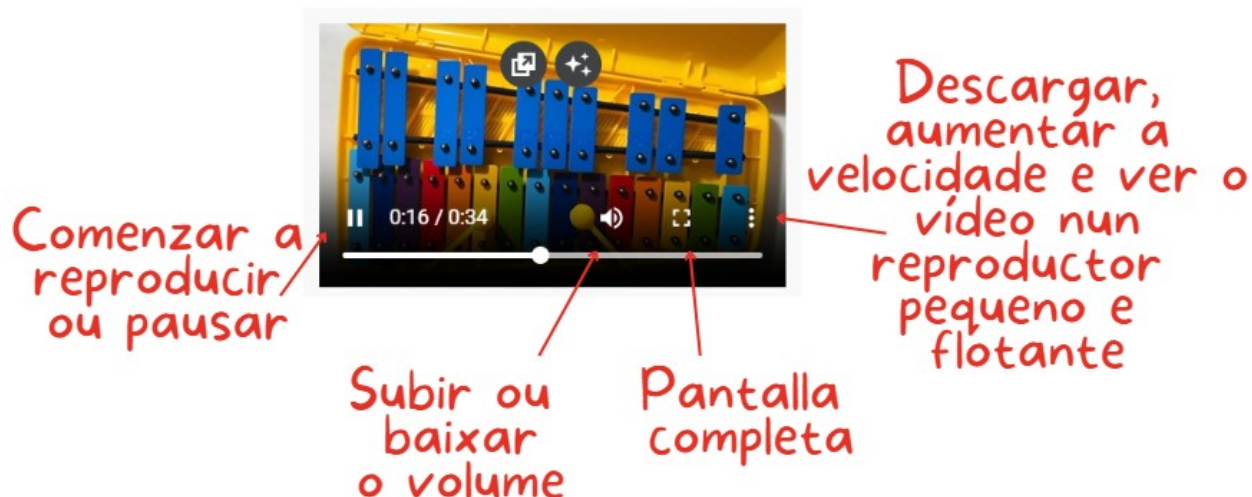 0:16 / 0:34
Comenzar a
reproducir
ou pausar
Subir ou
baixar
o volume
Pantalla
completa
Descargar,
aumentar a
velocidade e ver o
vídeo nun
reproductor
pequeno e
flotante